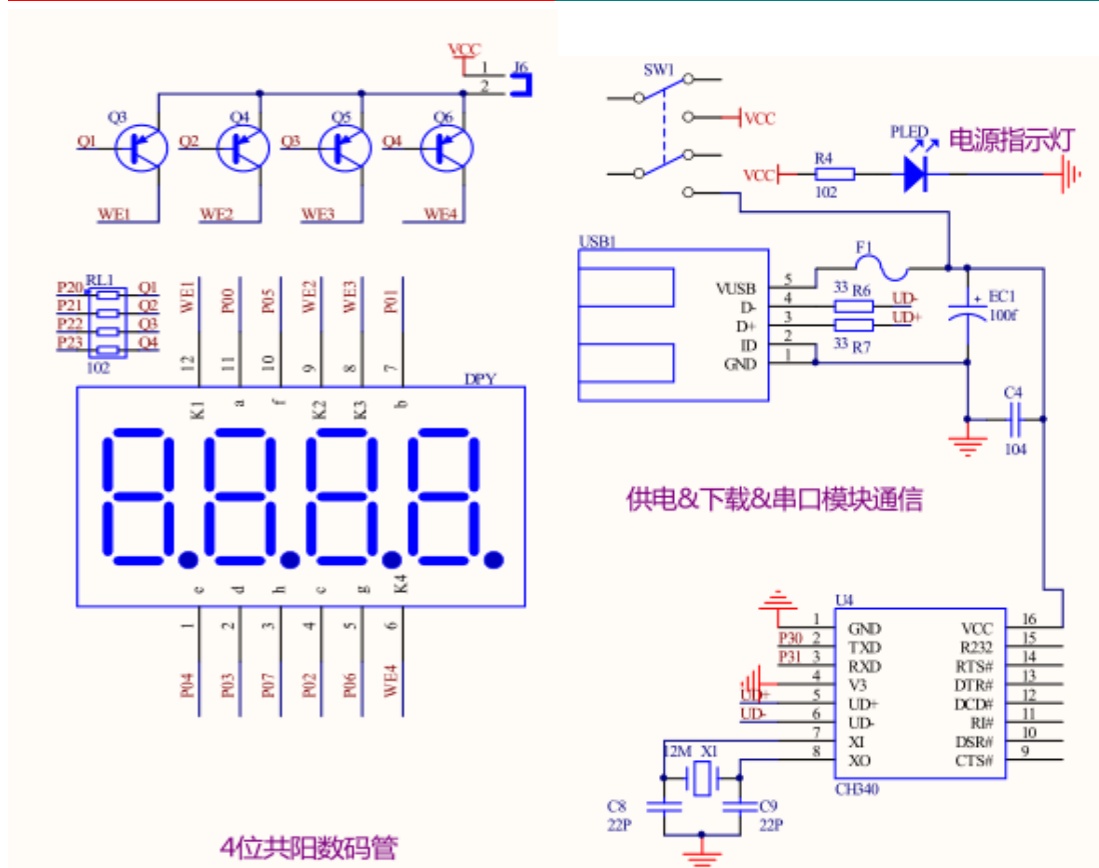 VCC
1
J6
2
Q3
Q4
Q5
Q6
Q1
Q2
Q3
Q4
WE1
WE2
WE3
WE4
RL1
P20
Q1
P21
Q2
P22
Q3
P23
Q4
102
WE1
P00
P05
WE2
WE3
P01
12
11
10
9
8
7
DPY
K1
a
f
K2
K3
b
e
d
h
c
g
K4
1
2
3
4
5
6
P04
P03
P07
P02
P06
WE4
4位共阳数码管
SW1
VCC
PLED
电源指示灯
R4
VCC
102
USB1
F1
VUSB
5
D-
4
33
R6
UD-
D+
3
UD+
ID
2
33
R7
GND
1
+
EC1
100f
C4
104
供电&下载&串口模块通信
U4
1
GND
VCC
16
P30
2
TXD
R232
15
P31
3
RXD
RTS#
14
4
V3
DTR#
13
UD+
5
UD+
DCD#
12
UD-
6
UD-
RI#
11
7
XI
DSR#
10
8
XO
CTS#
9
12M
X1
CH340
C8
22P
C9
22P